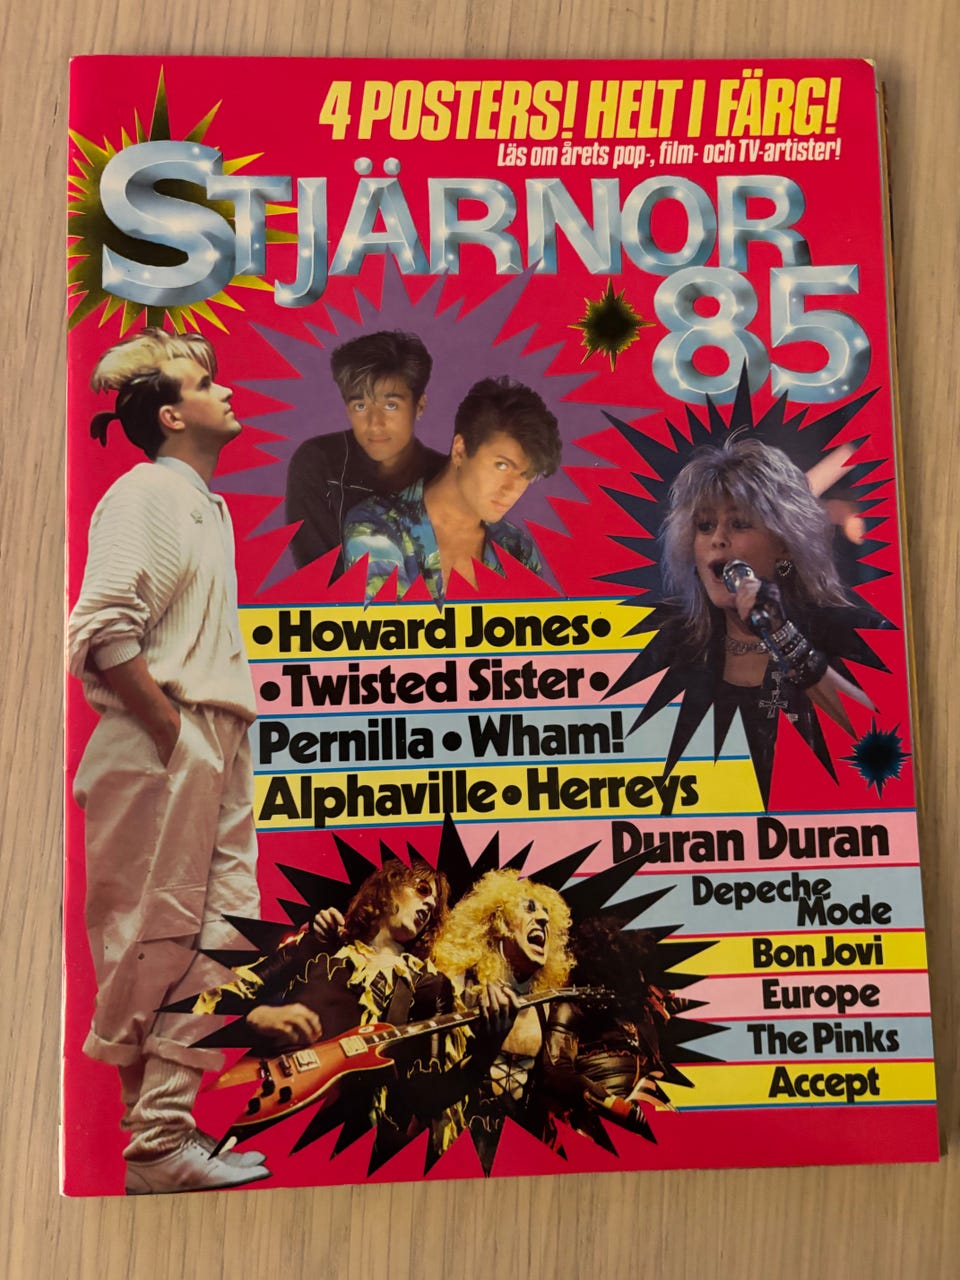 4 POSTERS! HELT I FÄRG!
Läs om årets pop-, film- och TV-artister!
STJÄRNOR
85
•Howard Jones•
•Twisted Sister•
Pernilla • Wham!
Alphaville • Herreys
Duran Duran
Depeche
Mode
Bon Jovi
Europe
The Pinks
Accept